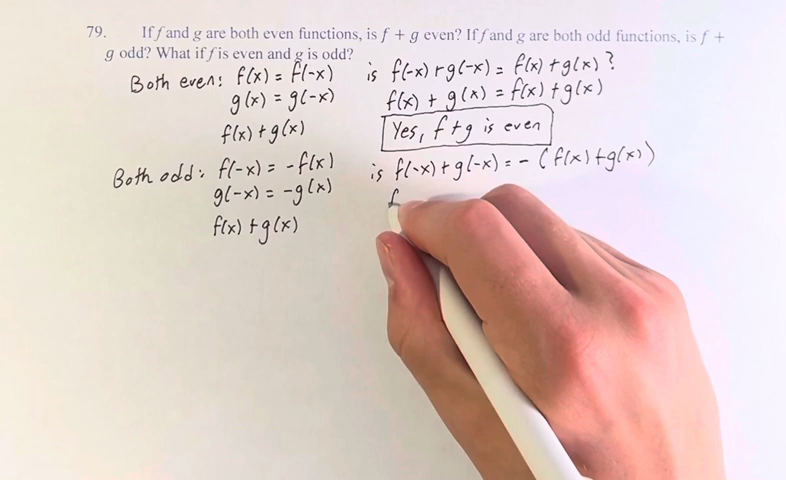 79. If f and g are both even functions, is f + g even? If f and g are both odd functions, is f +
g odd? What if f is even and g is odd?
Both even: f(x) = f(-x)
g(x) = g(-x)
f(x) + g(x)
is f(-x) + g(-x) = f(x) + g(x)?
f(x) + g(x) = f(x) + g(x)
Yes, f+g is even
Both odd: f(-x) = -f(x)
g(-x) = -g(x)
f(x) + g(x)
is f(-x) + g(-x) = - (f(x) + g(x))
f